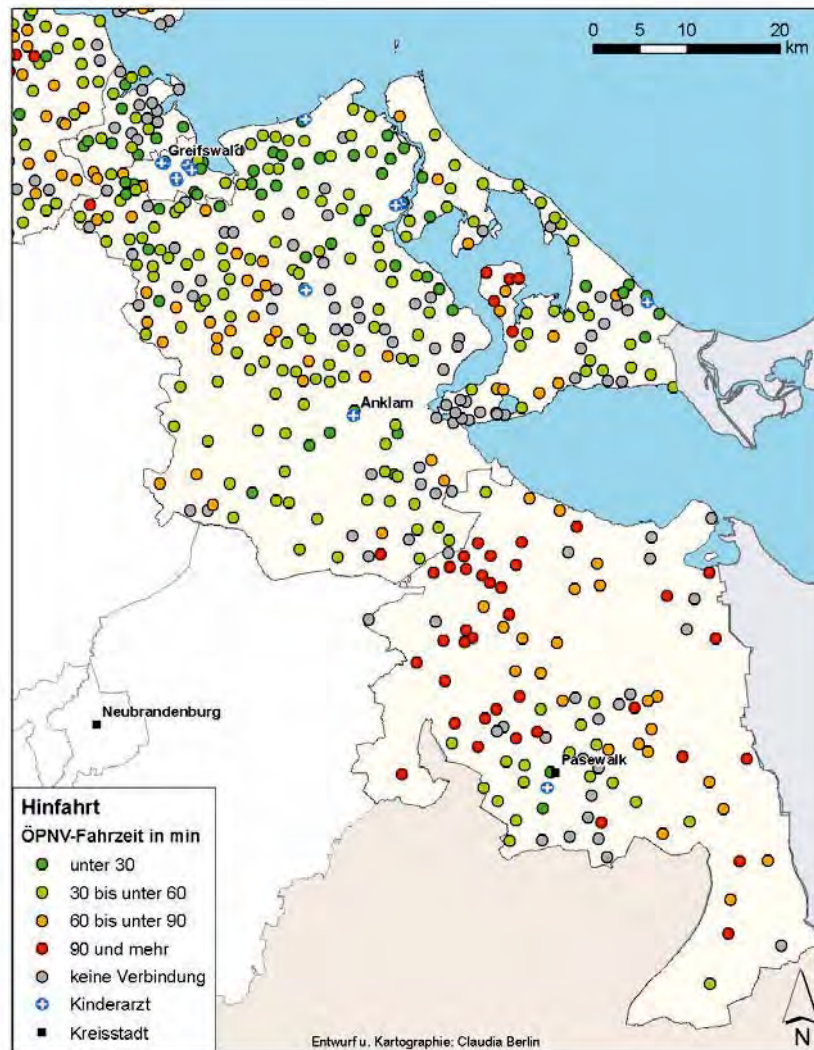 0 5 10 20
km
Greifswald
Anklam
Neubrandenburg
Pasewalk
Hinfahrt
ÖPNV-Fahrzeit in min
unter 30
30 bis unter 60
60 bis unter 90
90 und mehr
keine Verbindung
Kinderarzt
Kreisstadt
Entwurf u. Kartographie: Claudia Berlin
N